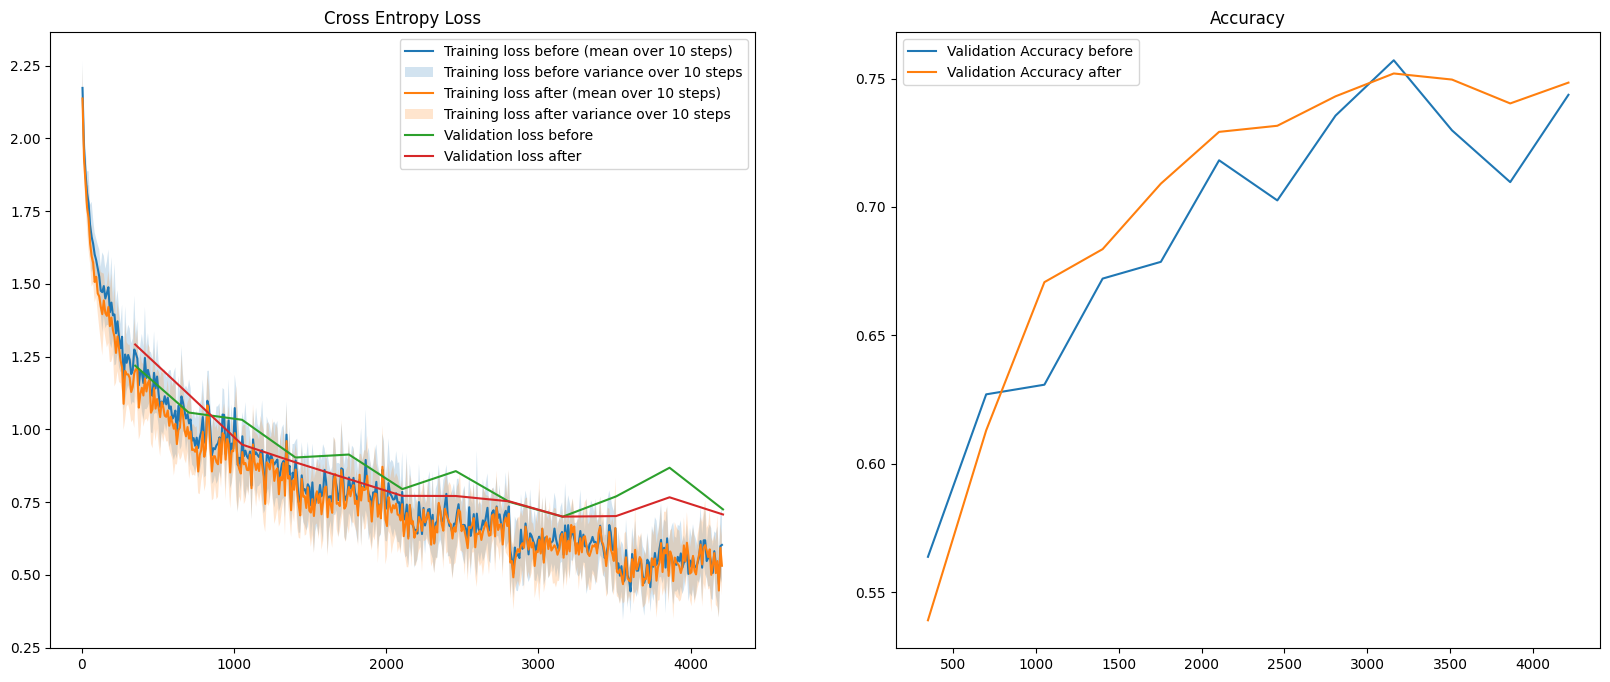 Cross Entropy Loss
2.25
2.00
1.75
1.50
1.25
1.00
0.75
0.50
0.25
0
1000
2000
3000
4000
Training loss before (mean over 10 steps)
Training loss before variance over 10 steps
Training loss after (mean over 10 steps)
Training loss after variance over 10 steps
Validation loss before
Validation loss after
Accuracy
0.75
0.70
0.65
0.60
0.55
500
1000
1500
2000
2500
3000
3500
4000
Validation Accuracy before
Validation Accuracy after